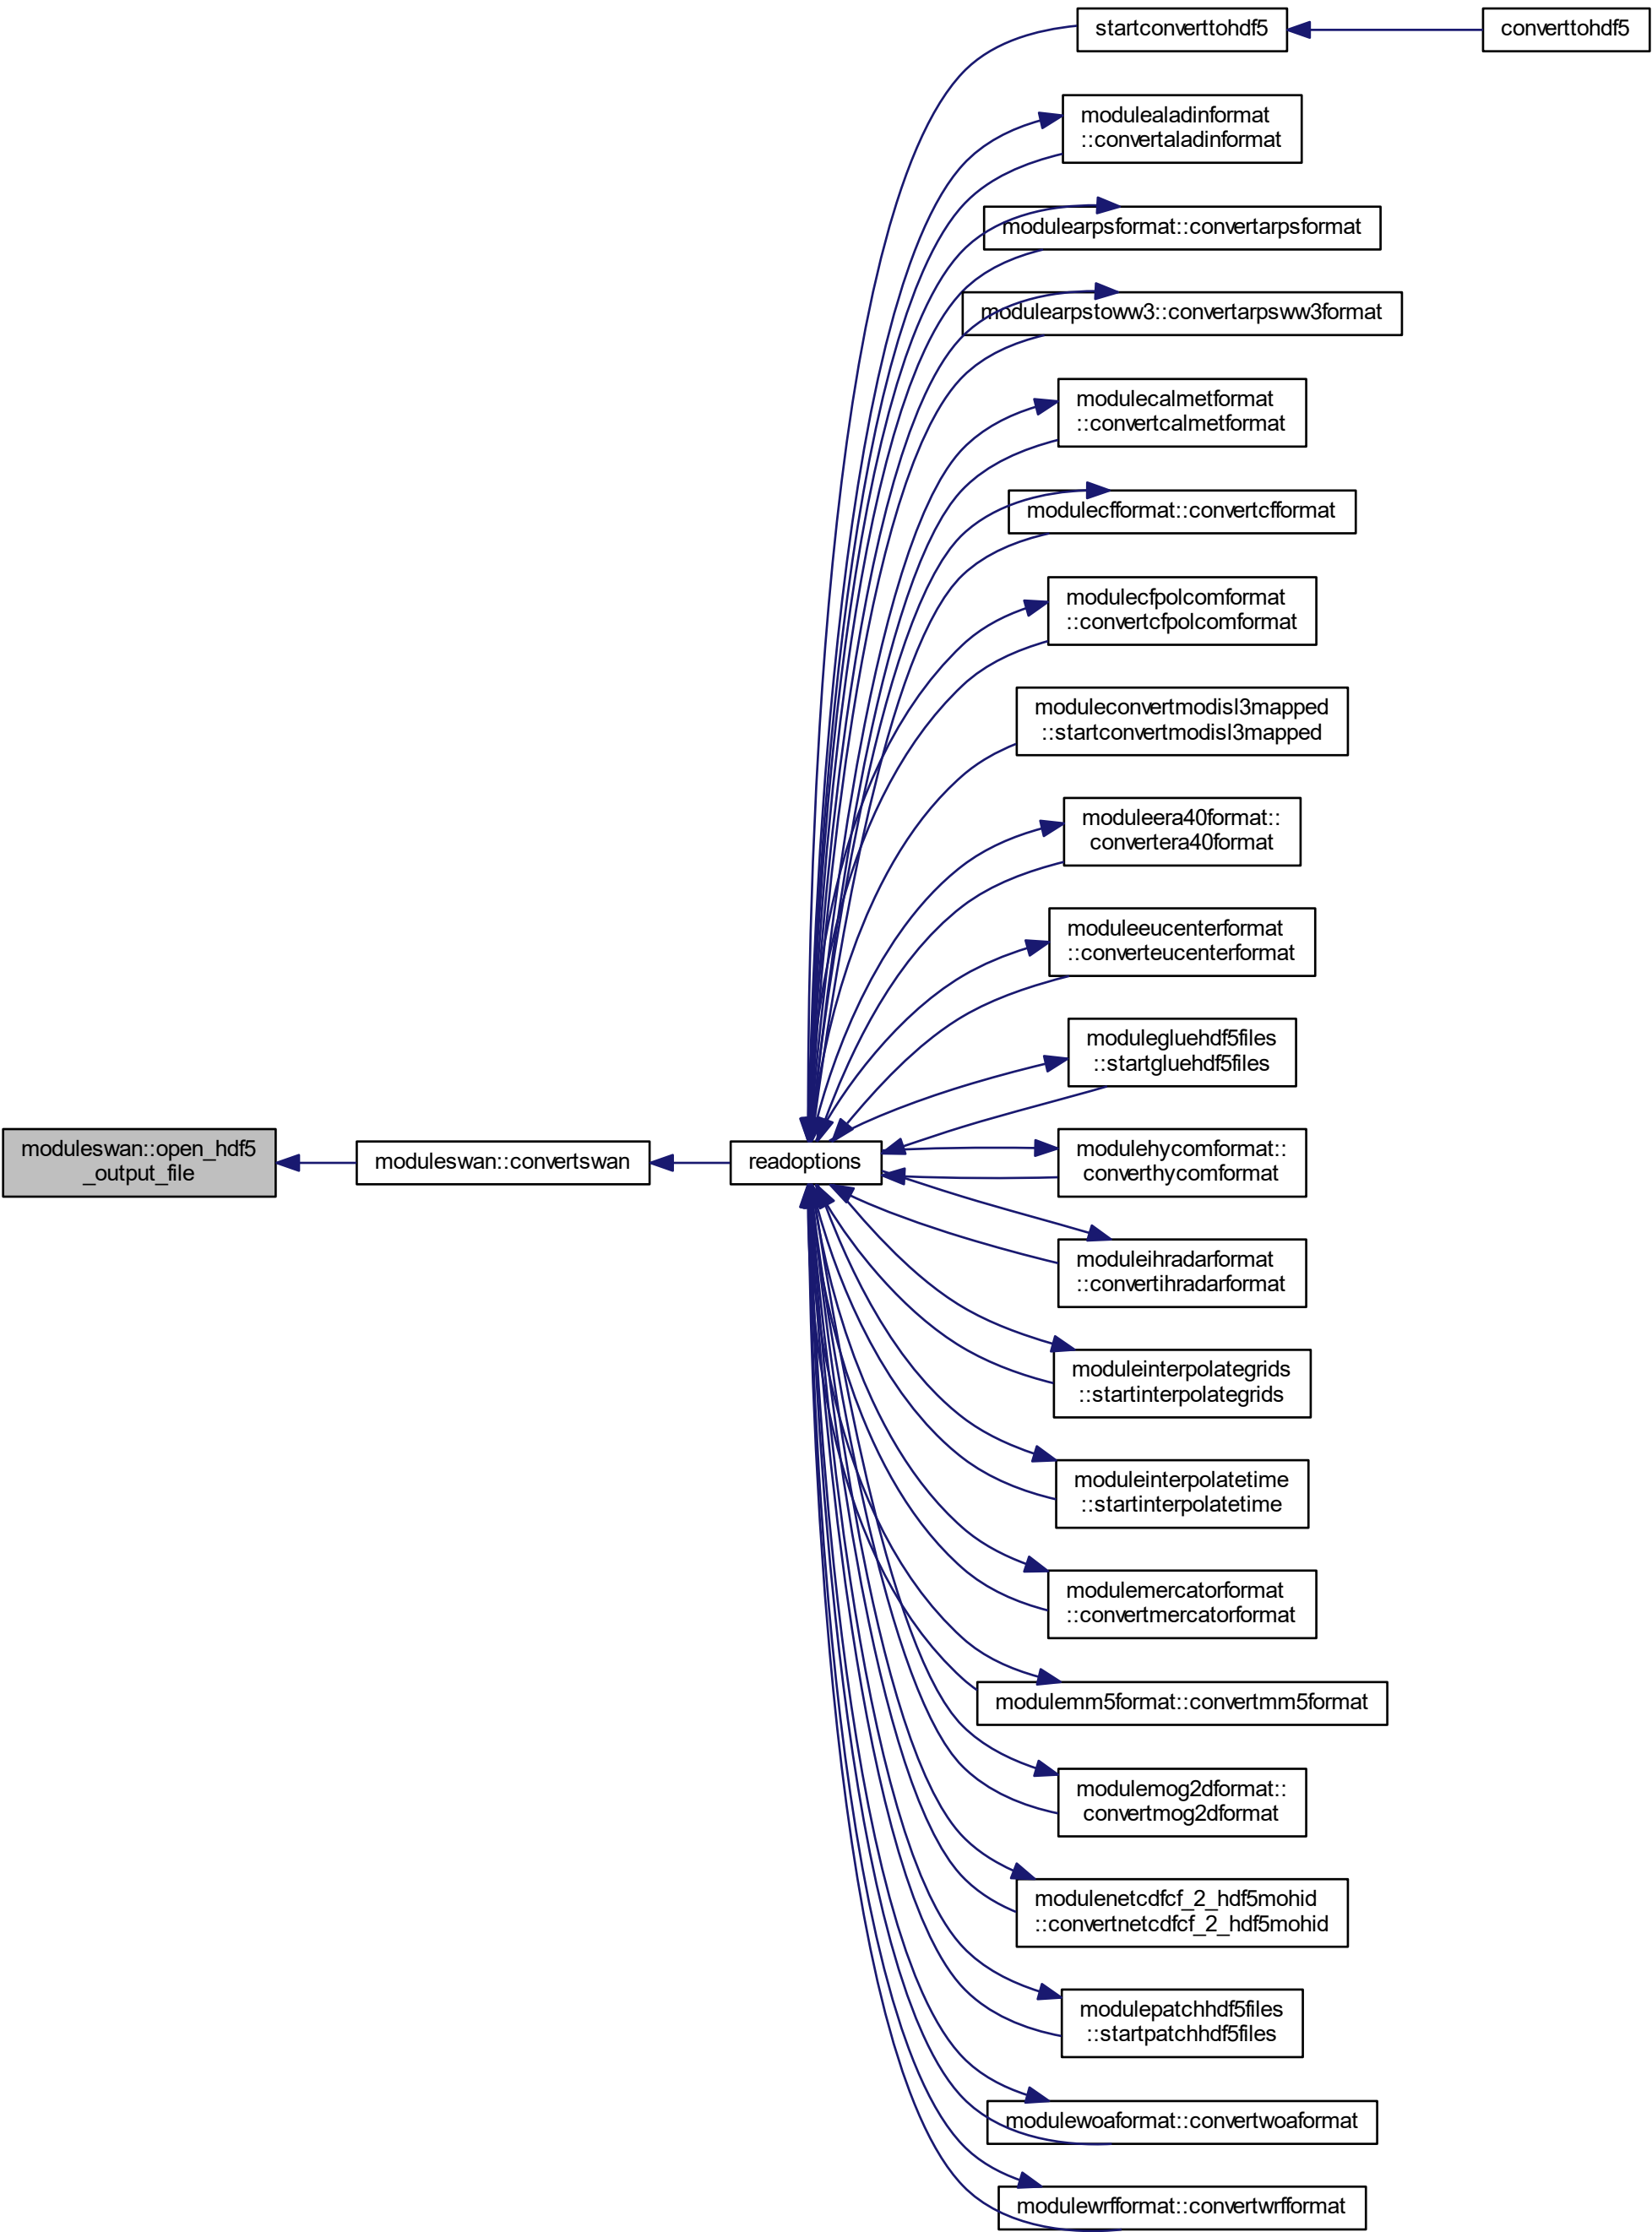 startconverttohdf5
converttohdf5
modulealadinformat
::convertaladinformat
modulearpsformat::convertarpsformat
modulearpstoww3::convertarpsww3format
modulecalmetformat
::convertcalmetformat
modulecfformat::convertcfformat
modulecfpolcomformat
::convertcfpolcomformat
moduleconvertmodisl3mapped
::startconvertmodisl3mapped
moduleera40format::
convertera40format
moduleeucenterformat
::converteucenterformat
modulegluehdf5files
::startgluehdf5files
moduleswan::open_hdf5
_output_file
moduleswan::convertswan
readoptions
modulehycomformat::
converthycomformat
moduleihradarformat
::convertihradarformat
moduleinterpolategrids
::startinterpolategrids
moduleinterpolatetime
::startinterpolatetime
modulemercatorformat
::convertmercatorformat
modulemm5format::convertmm5format
modulemog2dformat::
convertmog2dformat
modulenetcdfcf_2_hdf5mohid
::convertnetcdfcf_2_hdf5mohid
modulepatchhdf5files
::startpatchhdf5files
modulewoaformat::convertwoaformat
modulewrfformat::convertwrfformat